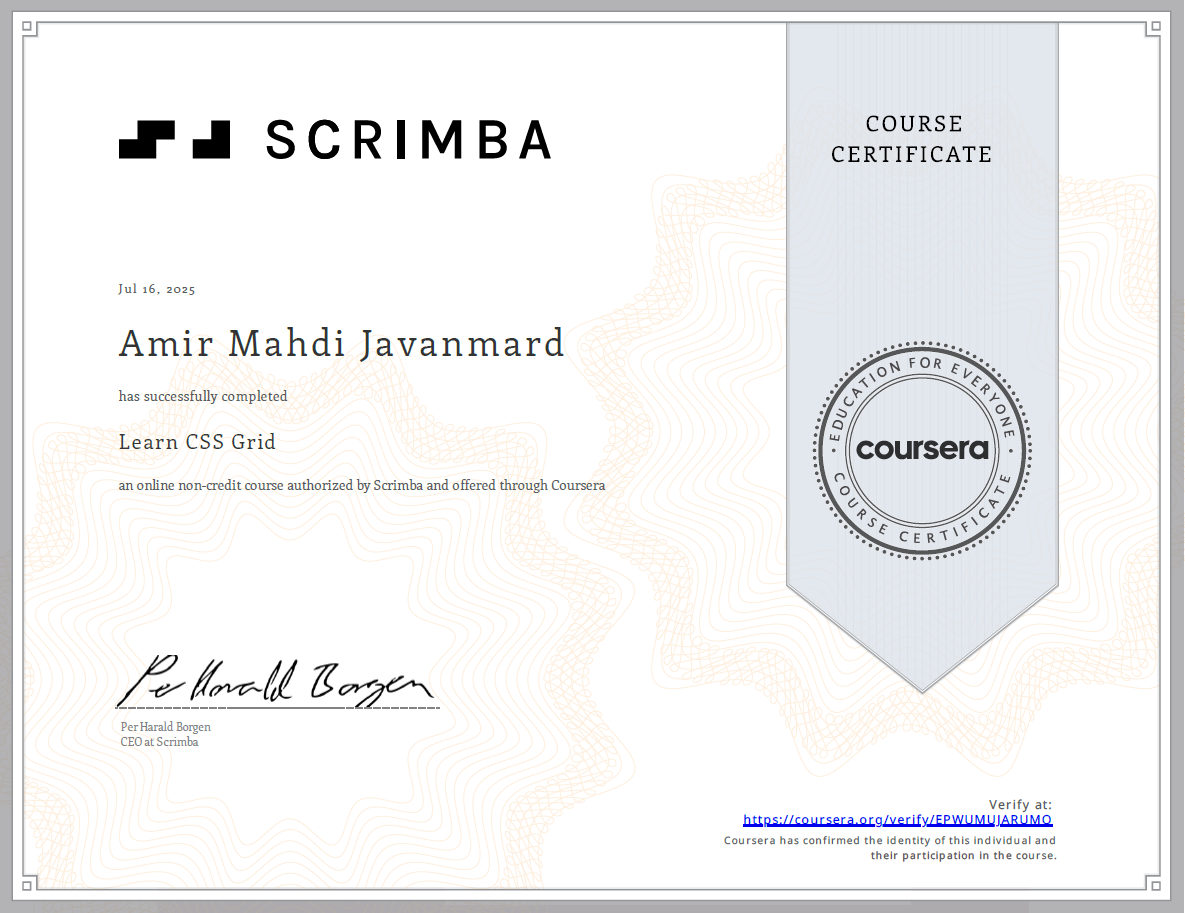 SCRIMBA
COURSE
CERTIFICATE
Jul 16, 2025
Amir Mahdi Javanmard
has successfully completed
Learn CSS Grid
an online non-credit course authorized by Scrimba and offered through Coursera
EDUCATION FOR EVERYONE
coursera
COURSE CERTIFICATE
Per Harald Borgen
Per Harald Borgen
CEO at Scrimba
Verify at:
https://coursera.org/verify/EPWUMUJARUMO
Coursera has confirmed the identity of this individual and
their participation in the course.